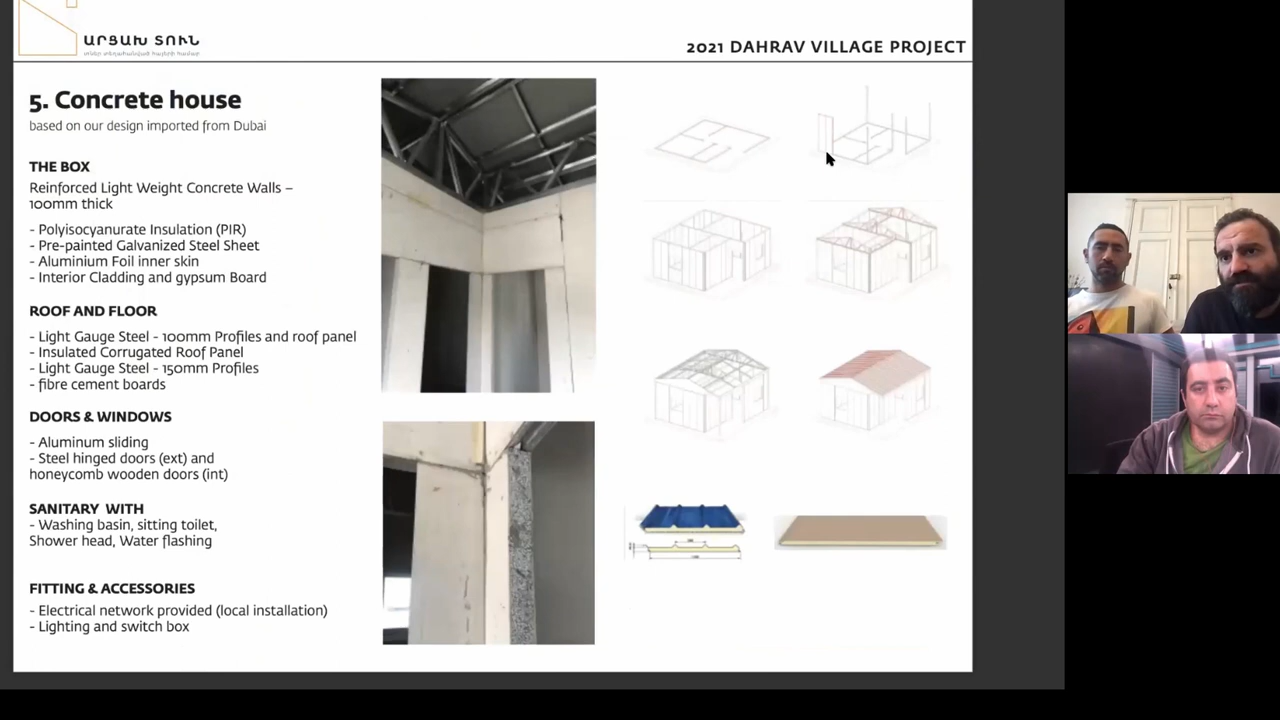 ԱՐՑԱԽ ՏՈՒՆ
2021 DAHRAV VILLAGE PROJECT
5. Concrete house
based on our design imported from Dubai
THE BOX
Reinforced Light Weight Concrete Walls –
100mm thick
- Polyisocyanurate Insulation (PIR)
- Pre-painted Galvanized Steel Sheet
- Aluminium Foil inner skin
- Interior Cladding and gypsum Board
ROOF AND FLOOR
- Light Gauge Steel - 100mm Profiles and roof panel
- Insulated Corrugated Roof Panel
- Light Gauge Steel - 150mm Profiles
- fibre cement boards
DOORS & WINDOWS
- Aluminum sliding
- Steel hinged doors (ext) and
honeycomb wooden doors (int)
SANITARY WITH
- Washing basin, sitting toilet,
Shower head, Water flashing
FITTING & ACCESSORIES
- Electrical network provided (local installation)
- Lighting and switch box